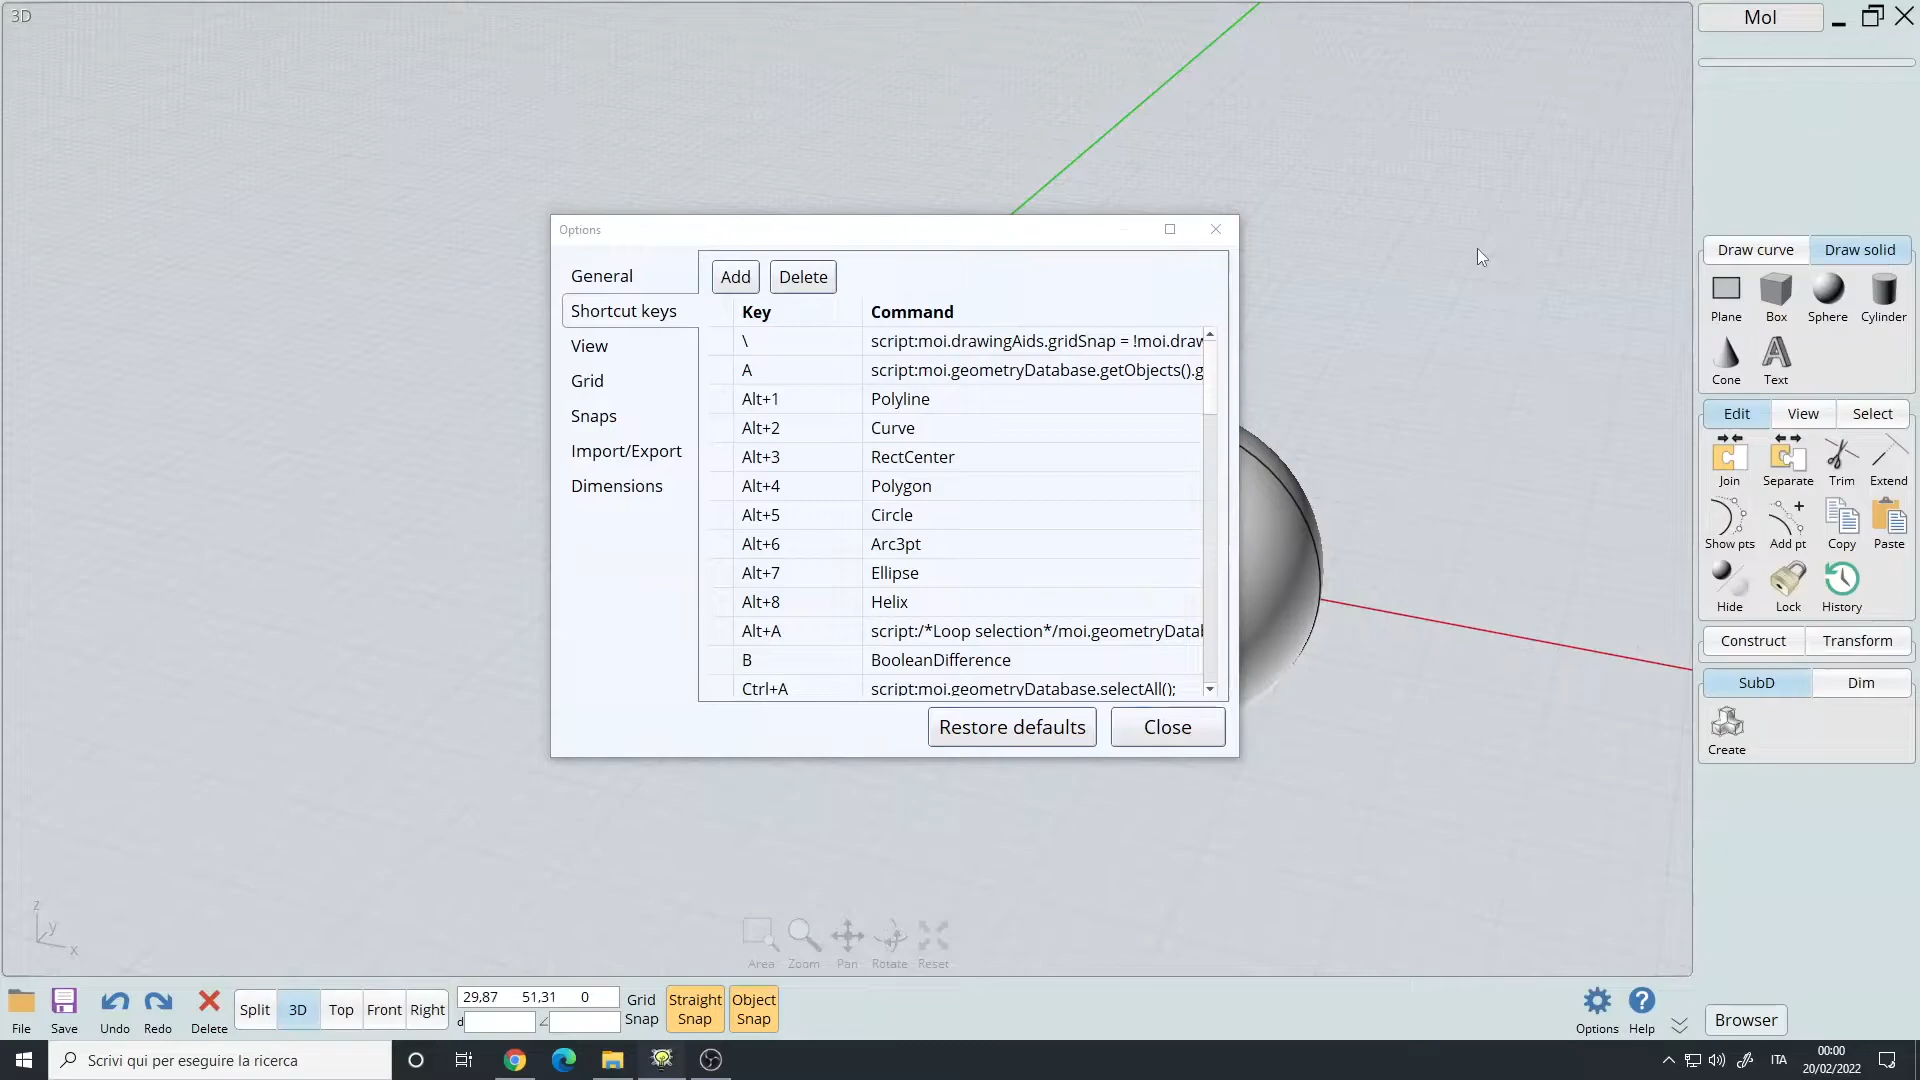 3D
MoI
Options
General
Shortcut keys
View
Grid
Snaps
Import/Export
Dimensions
Add
Delete
Key Command
\ script:moi.drawingAids.gridSnap = !moi.draw
A script:moi.geometryDatabase.getObjects().g
Alt+1 Polyline
Alt+2 Curve
Alt+3 RectCenter
Alt+4 Polygon
Alt+5 Circle
Alt+6 Arc3pt
Alt+7 Ellipse
Alt+8 Helix
Alt+A script:/*Loop selection*/moi.geometryDatab
B BooleanDifference
Ctrl+A script:moi.geometryDatabase.selectAll();
Restore defaults
Close
Draw curve Draw solid
Plane Box Sphere Cylinder
Cone Text
Edit View Select
Join Separate Trim Extend
Show pts Add pt Copy Paste
Hide Lock History
Construct Transform
SubD Dim
Create
z
y
x
Area Zoom Pan Rotate Reset
File Save Undo Redo Delete
Split 3D Top Front Right
29,87 51,31 0
d
Grid
Snap
Straight
Snap
Object
Snap
Options Help
Browser
Scrivi qui per eseguire la ricerca
ITA
00:00
20/02/2022